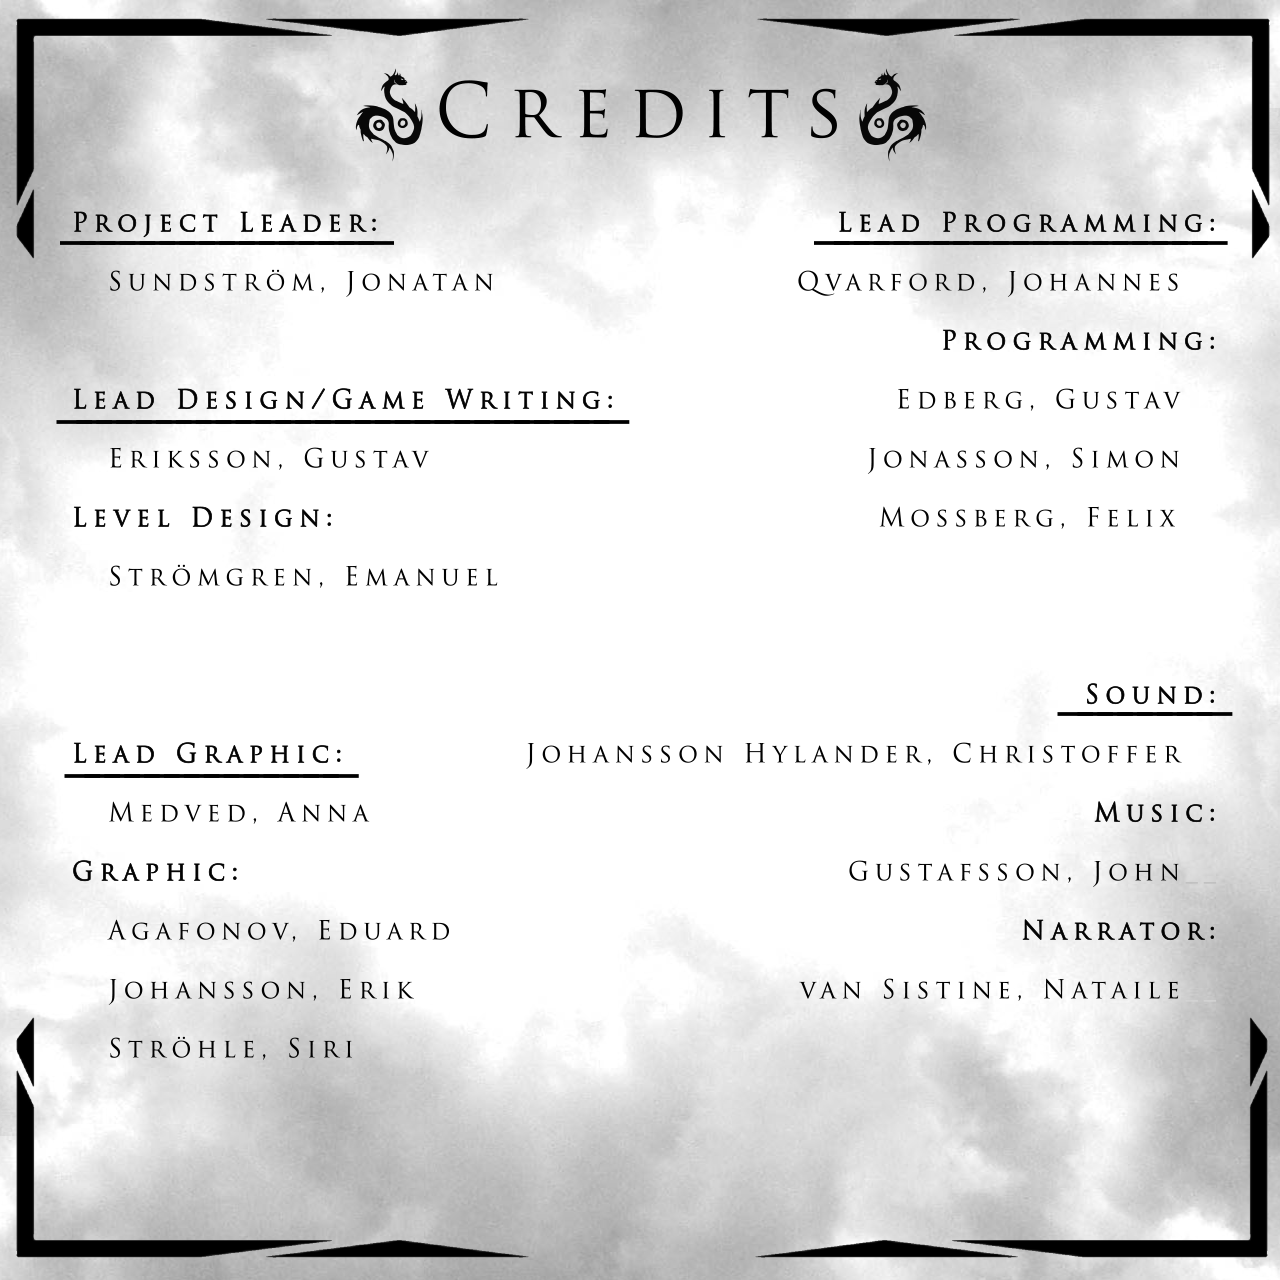 Credits
Project Leader:
Sundström, Jonatan
Lead Design/Game Writing:
Eriksson, Gustav
Level Design:
Strömgren, Emanuel
Lead Graphic:
Medved, Anna
Graphic:
Agafonov, Eduard
Johansson, Erik
Ströhle, Siri
Lead Programming:
Qvarford, Johannes
Programming:
Edberg, Gustav
Jonasson, Simon
Mossberg, Felix
Sound:
Johansson Hylander, Christoffer
Music:
Gustafsson, John
Narrator:
van Sistine, Nataile